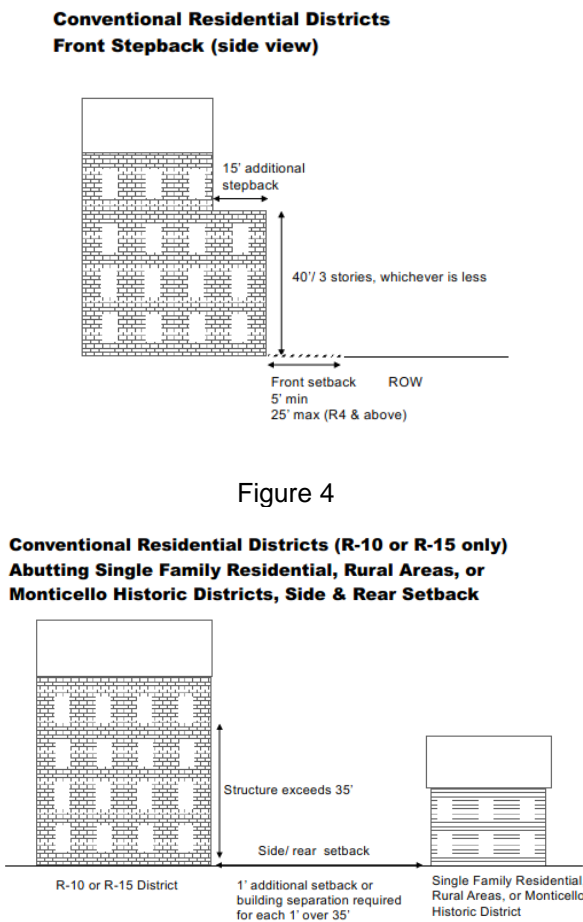 Conventional Residential Districts
Front Stepback (side view)
15’ additional
stepback
40’/ 3 stories, whichever is less
Front setback ROW
5’ min
25’ max (R4 & above)
Figure 4
Conventional Residential Districts (R-10 or R-15 only)
Abutting Single Family Residential, Rural Areas, or
Monticello Historic Districts, Side & Rear Setback
Structure exceeds 35’
Side/ rear setback
R-10 or R-15 District
1’ additional setback or
building separation required
for each 1’ over 35’
Single Family Residential
Rural Areas, or Monticello
Historic District